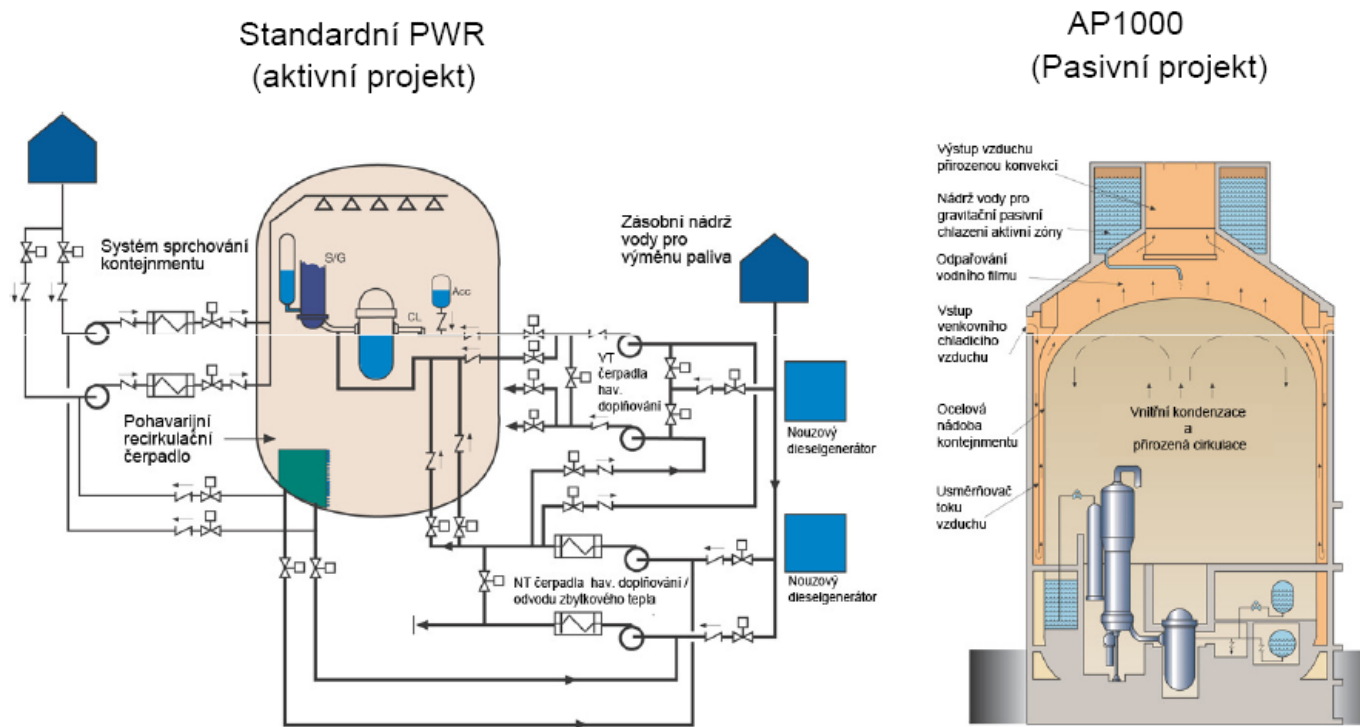 Standardní PWR
(aktivní projekt)
AP1000
(Pasivní projekt)
Systém sprchování
kontejnmentu
S/G
Acc
CL
Pohavarijní
recirkulační
čerpadlo
VT
čerpadla
hav.
doplňování
NT čerpadla hav. doplňování /
odvodu zbytkového tepla
Zásobní nádrž
vody pro
výměnu paliva
Nouzový
dieselgenerátor
Nouzový
dieselgenerátor
Výstup vzduchu
přirozenou konvekcí
Nádrž vody pro
gravitační pasivní
chlazení aktivní zóny
Odpařování
vodního filmu
Vstup
venkovního
chladicího
vzduchu
Ocelová
nádoba
kontejnmentu
Usměrňovač
toku
vzduchu
Vnitřní kondenzace
a
přirozená cirkulace